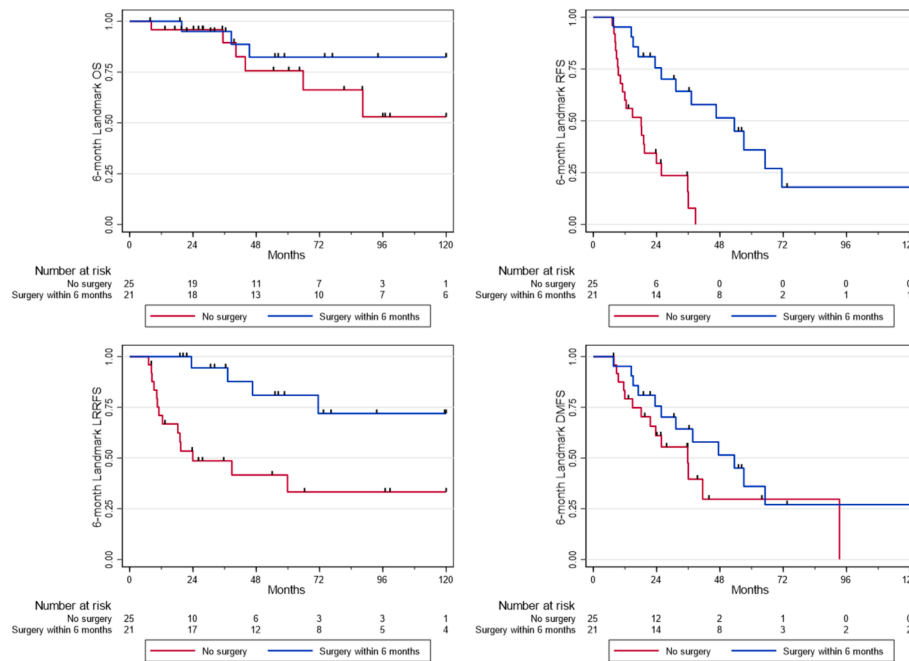 6-month Landmark OS
1.00
0.75
0.50
0.25
0.00
0 24 48 72 96 120
Months
Number at risk
No surgery 25 19 11 7 3 1
Surgery within 6 months 21 18 13 10 7 6
No surgery Surgery within 6 months
6-month Landmark RFS
1.00
0.75
0.50
0.25
0.00
0 24 48 72 96 120
Months
Number at risk
No surgery 25 6 0 0 0 0
Surgery within 6 months 21 14 8 2 1 1
No surgery Surgery within 6 months
6-month Landmark LRRFS
1.00
0.75
0.50
0.25
0.00
0 24 48 72 96 120
Months
Number at risk
No surgery 25 10 6 3 3 1
Surgery within 6 months 21 17 12 8 5 4
No surgery Surgery within 6 months
6-month Landmark DMFS
1.00
0.75
0.50
0.25
0.00
0 24 48 72 96 120
Months
Number at risk
No surgery 25 12 2 1 0 0
Surgery within 6 months 21 14 8 3 2 2
No surgery Surgery within 6 months